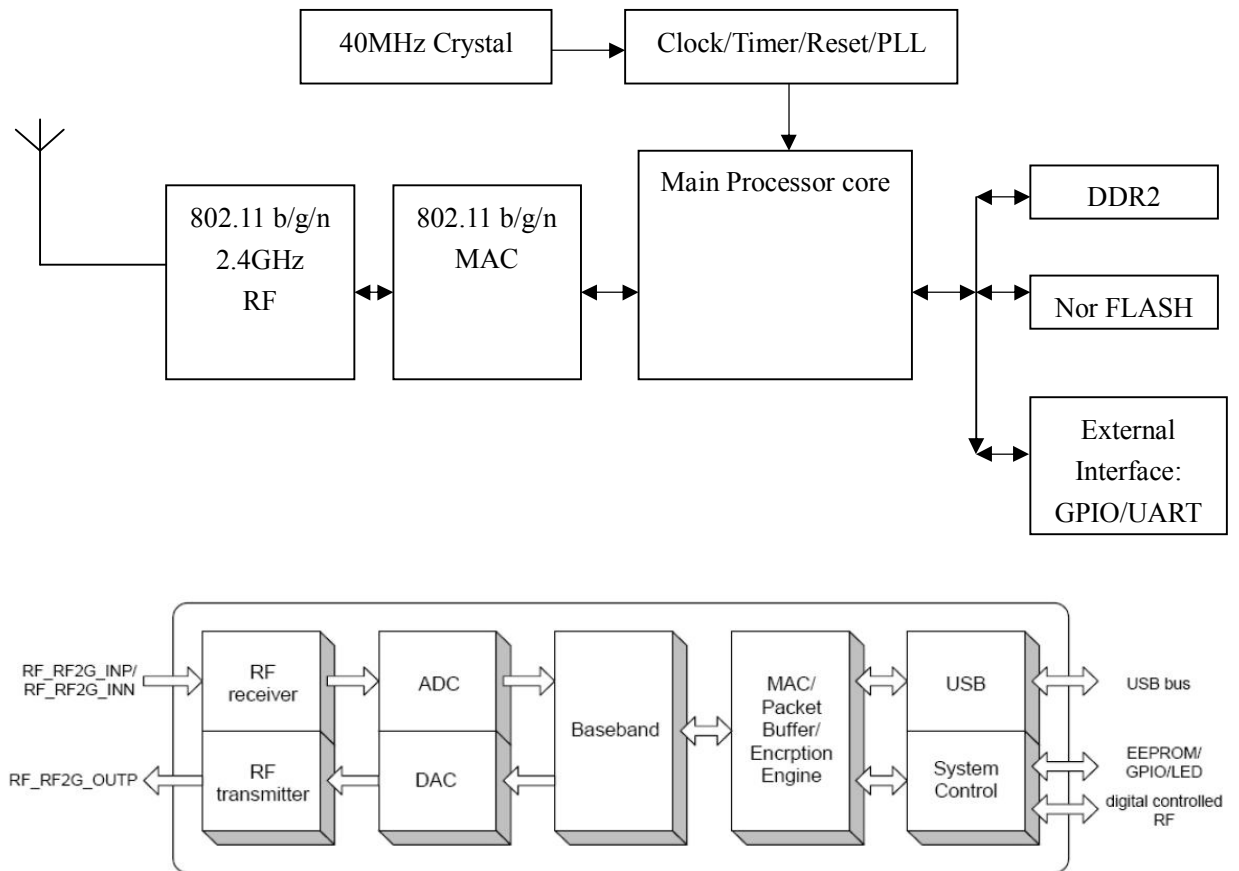 40MHz Crystal
Clock/Timer/Reset/PLL
802.11 b/g/n
2.4GHz
RF
802.11 b/g/n
MAC
Main Processor core
DDR2
Nor FLASH
External
Interface:
GPIO/UART
RF_RF2G_INP/
RF_RF2G_INN
RF
receiver
ADC
Baseband
MAC/
Packet
Buffer/
Encrption
Engine
USB
USB bus
RF_RF2G_OUTP
RF
transmitter
DAC
System
Control
EEPROM/
GPIO/LED
digital controlled
RF